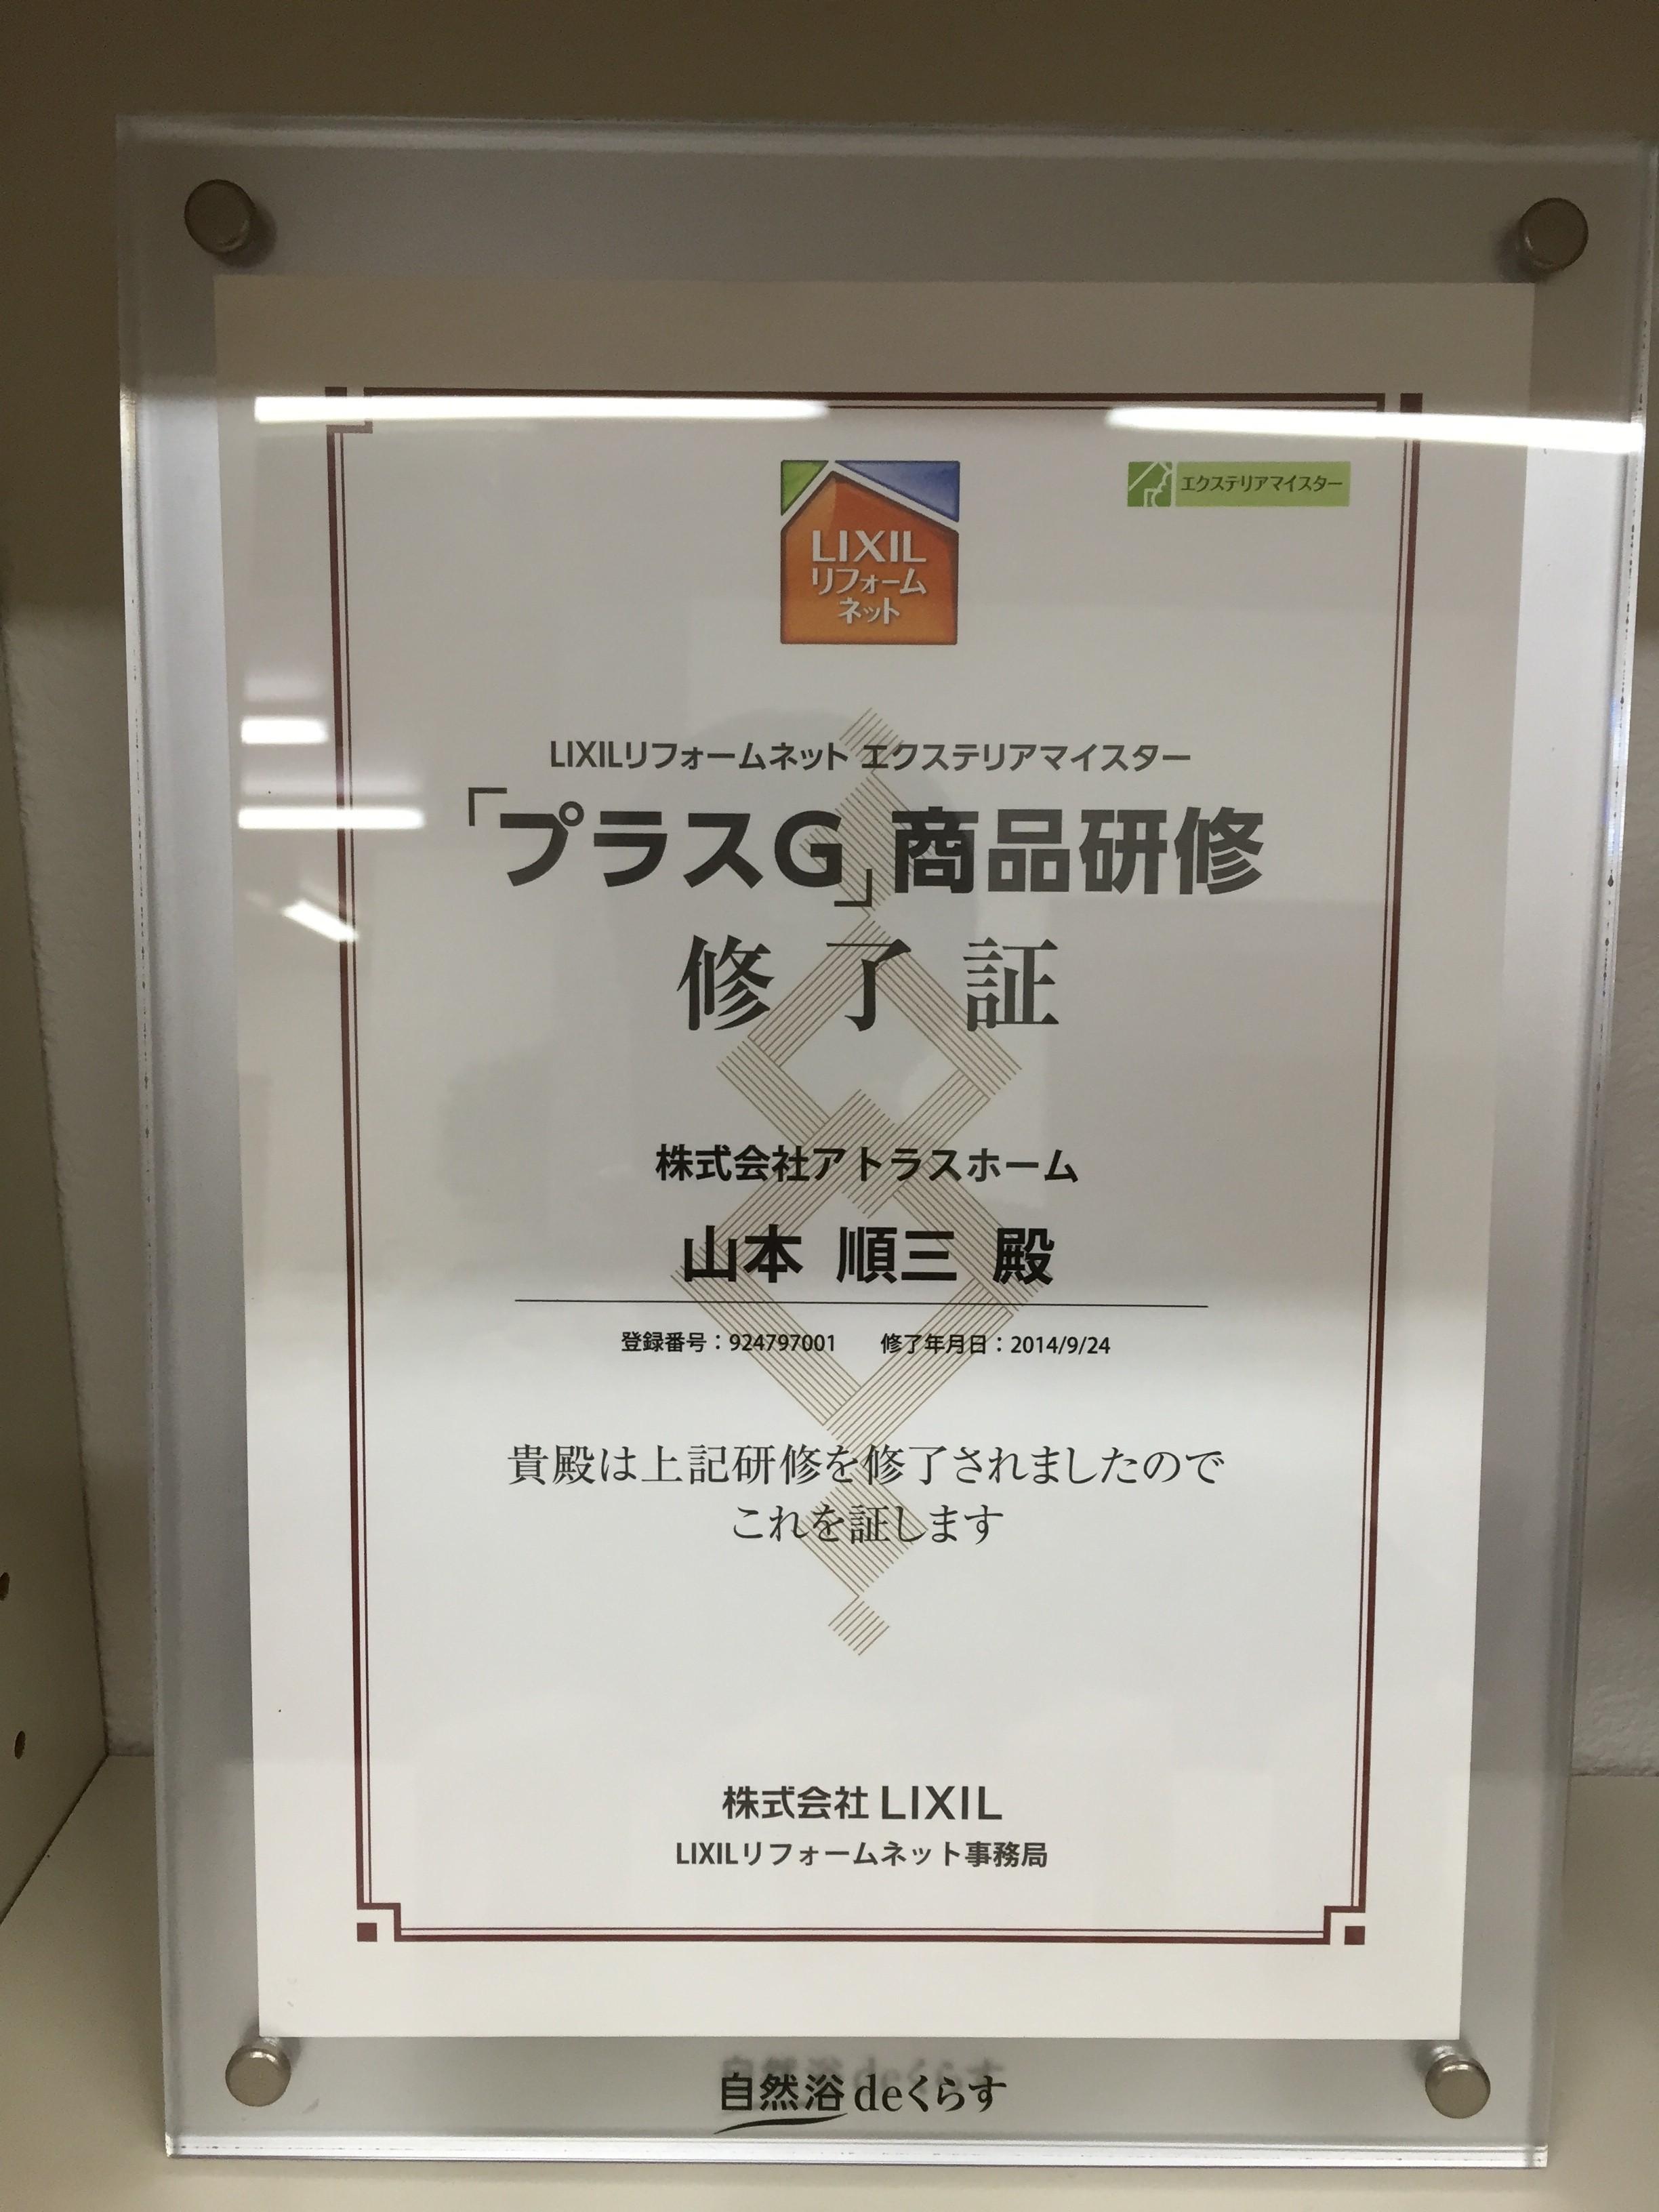 LIXIL
リフォーム
ネット
エクステリアマイスター
LIXILリフォームネット エクステリアマイスター
「プラスG」商品研修
修了証
株式会社アトラスホーム
山本 順三 殿
登録番号：924797001 修了年月日：2014/9/24
貴殿は上記研修を修了されましたので
これを証します
株式会社 LIXIL
LIXILリフォームネット事務局
自然浴deくらす